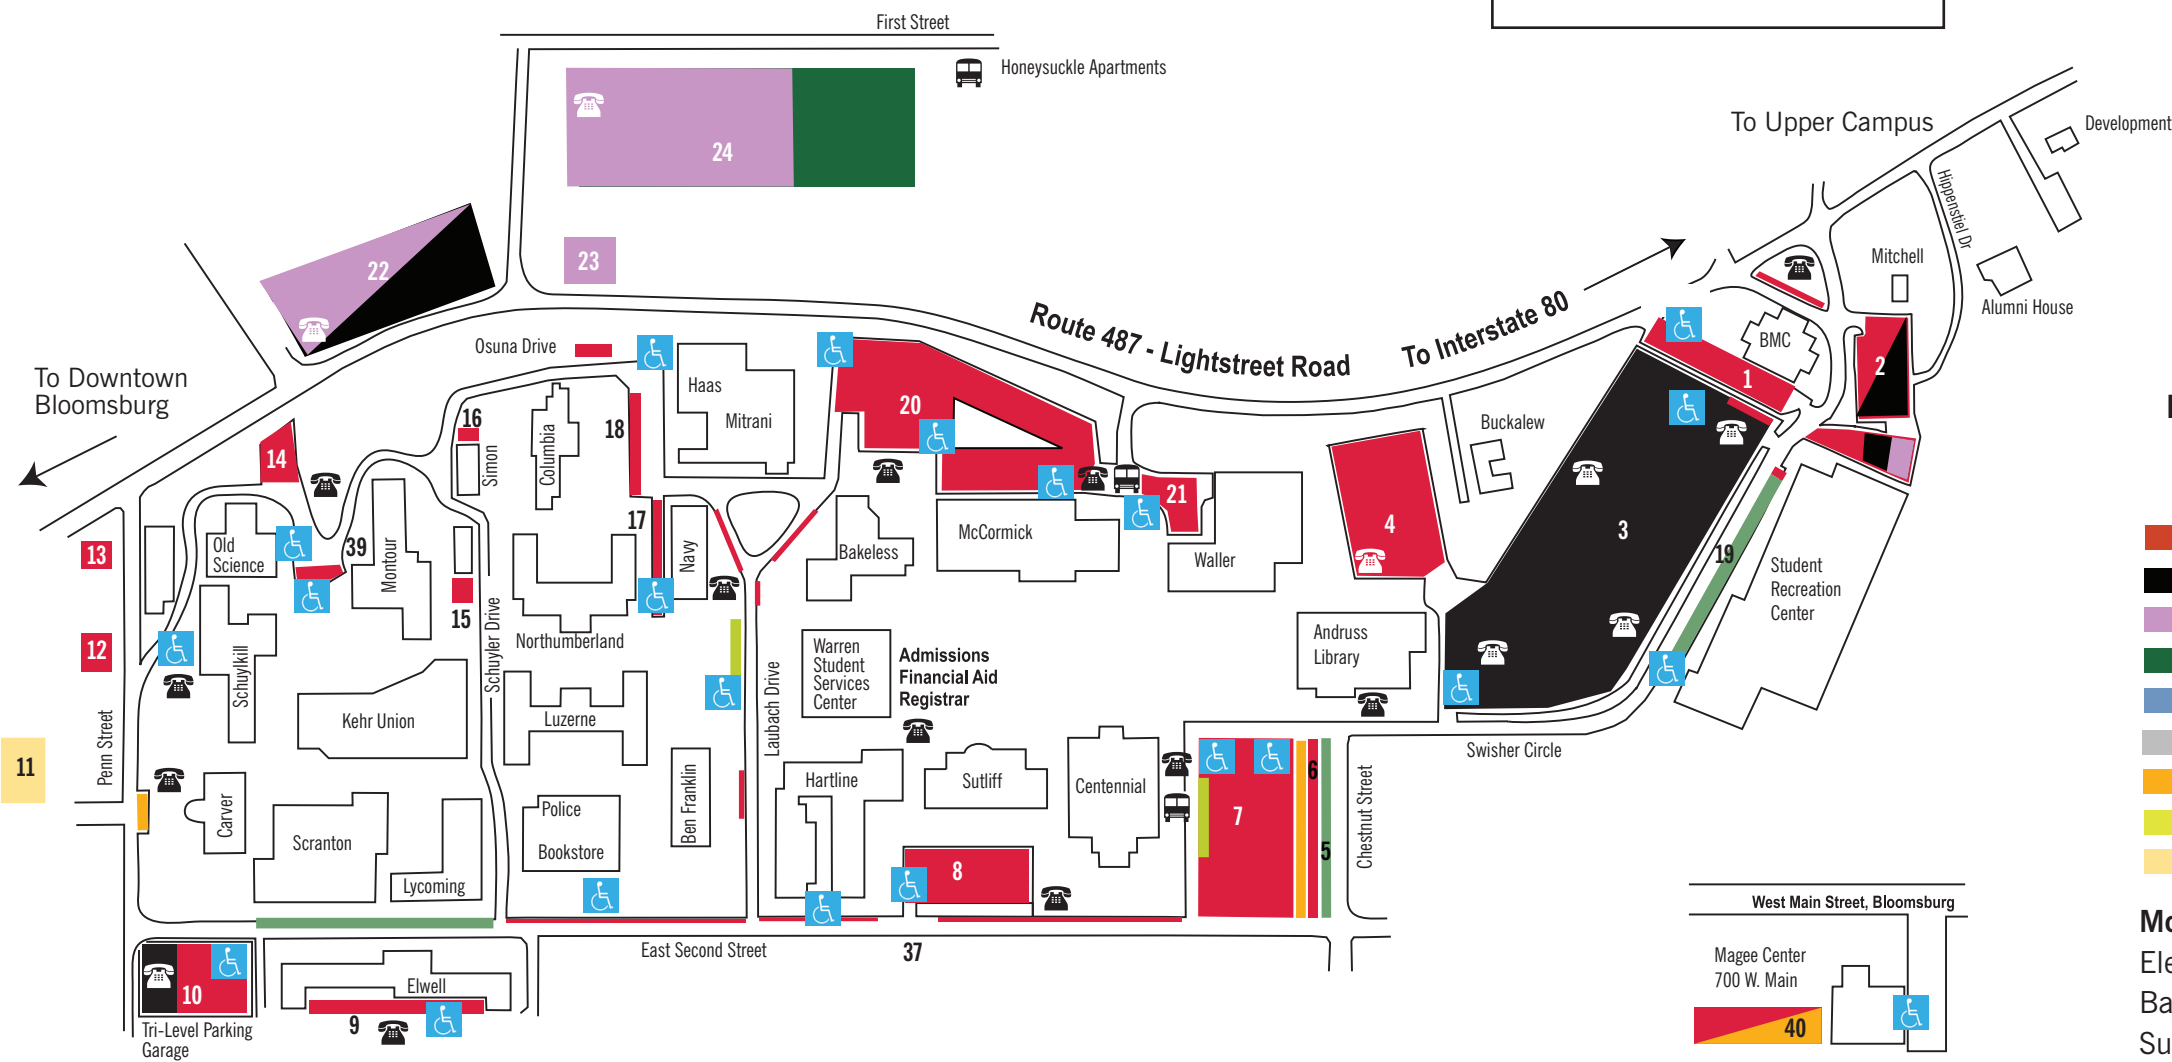 First Street
Honeysuckle Apartments
To Upper Campus
Development
24
Hippenstiel Dr
23
22
Mitchell
Alumni House
Route 487 - Lightstreet Road
To Interstate 80
BMC
1
2
Osuna Drive
To Downtown
Bloomsburg
Haas
Mitrani
20
16
18
Simon
Columbia
14
Buckalew
21
4
3
17
Navy
McCormick
Waller
19
13
Old
Science
39
Montour
Bakeless
Student
Recreation
Center
15
Schuyler Drive
Northumberland
12
Schuylkill
Warren
Student
Services
Center
Admissions
Financial Aid
Registrar
Andruss
Library
Laubach Drive
Kehr Union
Luzerne
Penn Street
11
Swisher Circle
Hartline
Sutliff
Centennial
6
7
5
Chestnut Street
Carver
Scranton
Police
Bookstore
Ben Franklin
Lycoming
8
East Second Street
37
West Main Street, Bloomsburg
Magee Center
700 W. Main
40
Elwell
10
9
Tri-Level Parking
Garage
Ele
Ba
Su